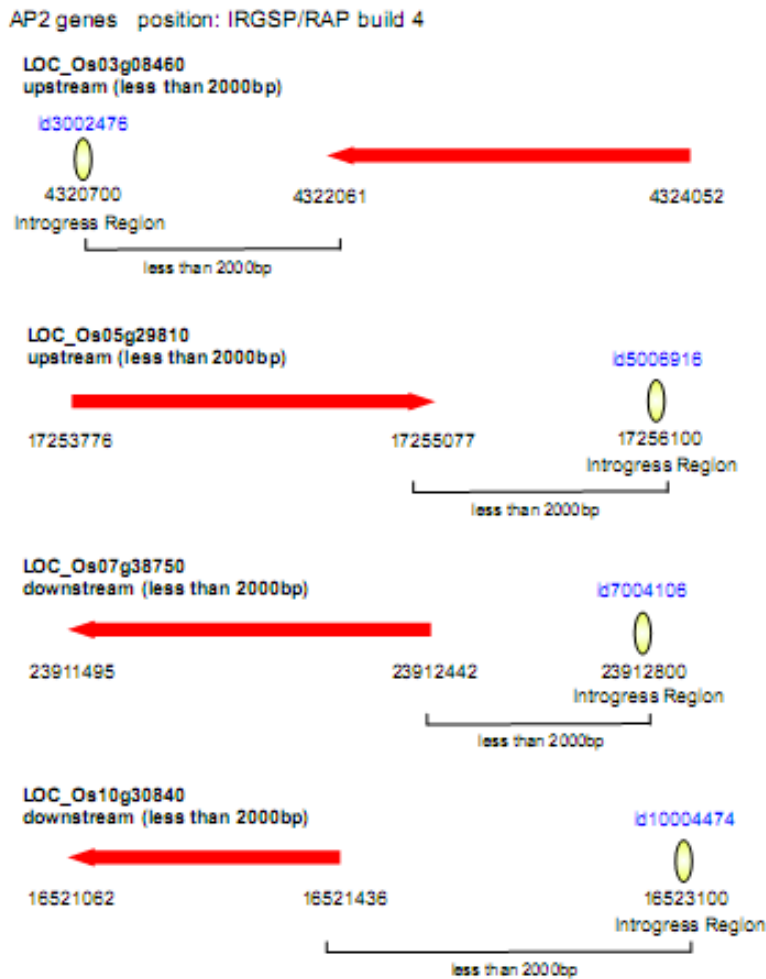 AP2 genes position: IRGSP/RAP build 4
LOC_Os03g08460
upstream (less than 2000bp)
id3002476
4320700
4322061
4324052
Introgress Region
less than 2000bp
LOC_Os05g29810
upstream (less than 2000bp)
id5006916
17253776
17255077
17256100
Introgress Region
less than 2000bp
LOC_Os07g38750
downstream (less than 2000bp)
id7004106
23911495
23912442
23912800
Introgress Region
less than 2000bp
LOC_Os10g30840
downstream (less than 2000bp)
id10004474
16521062
16521436
16523100
Introgress Region
less than 2000bp